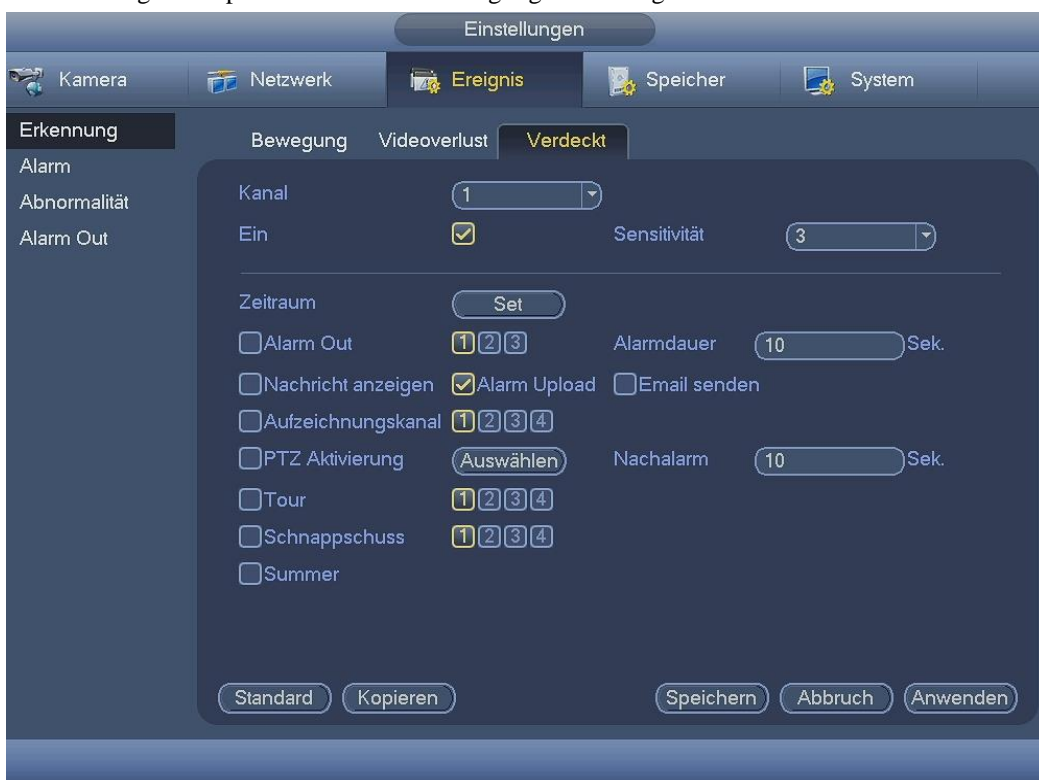 Einstellungen
Kamera Netzwerk Ereignis Speicher System
Erkennung
Alarm
Abnormalität
Alarm Out
Bewegung Videoverlust Verdeckt
Kanal 1
Ein Sensitivität 3
Zeitraum Set
Alarm Out 1 2 3 Alarmdauer 10 Sek.
Nachricht anzeigen Alarm Upload Email senden
Aufzeichnungskanal 1 2 3 4
PTZ Aktivierung Auswählen Nachalarm 10 Sek.
Tour 1 2 3 4
Schnappschuss 1 2 3 4
Summer
Standard Kopieren Speichern Abbruch Anwenden